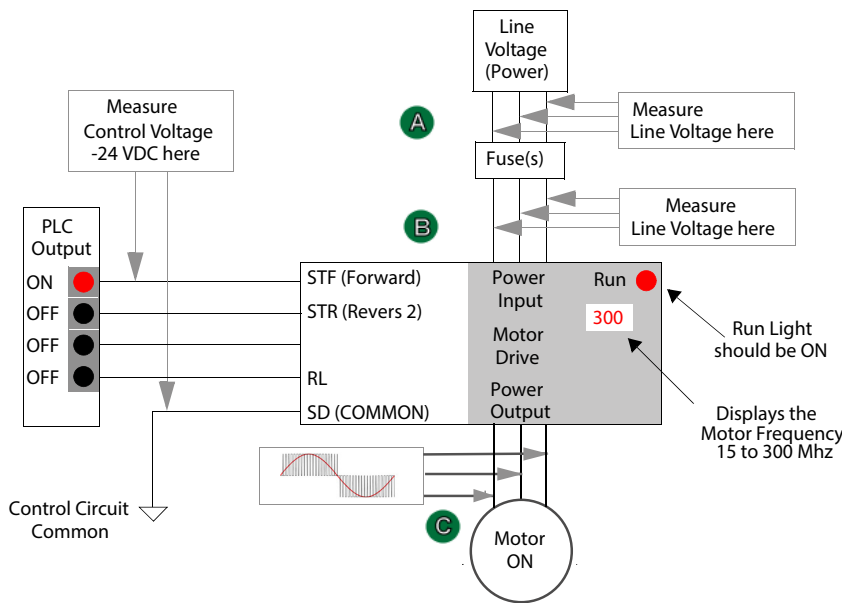 Line
Voltage
(Power)
Measure
Control Voltage
-24 VDC here
A
Measure
Line Voltage here
Fuse(s)
B
Measure
Line Voltage here
PLC
Output
ON
OFF
OFF
OFF
STF (Forward)
STR (Revers 2)
RL
SD (COMMON)
Power
Input
Motor
Drive
Power
Output
Run
300
Run Light
should be ON
Displays the
Motor Frequency
15 to 300 Mhz
Control Circuit
Common
C
Motor
ON